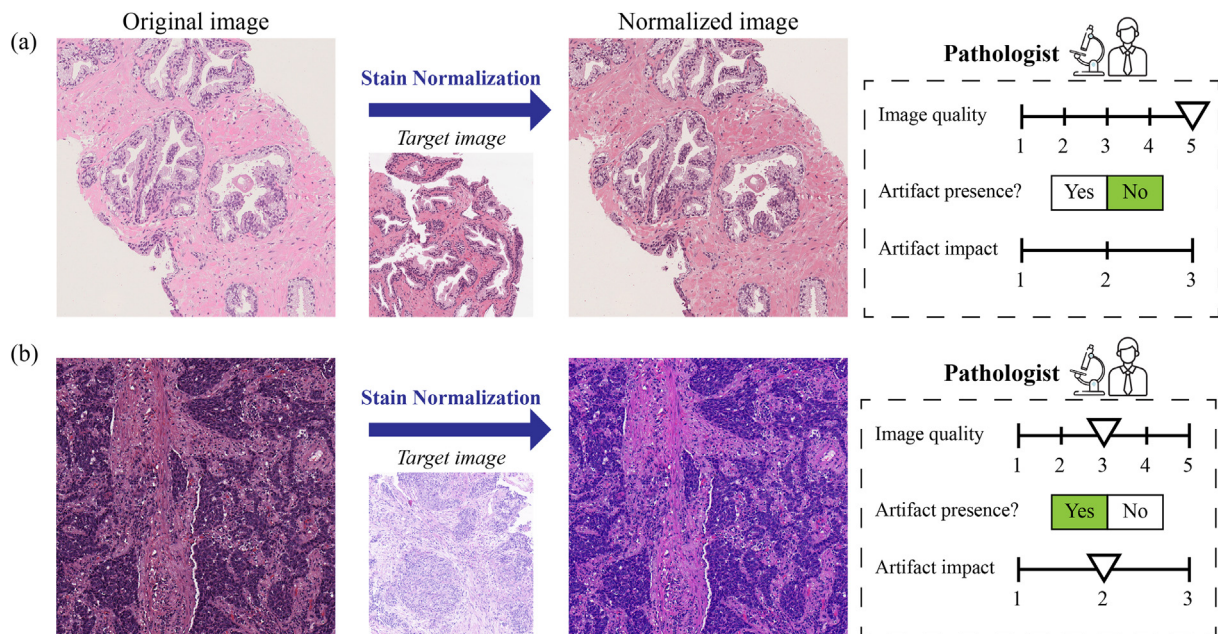 Original image
Normalized image
(a)
Stain Normalization
Target image
Pathologist
Image quality
1 2 3 4 5
Artifact presence?
Yes No
Artifact impact
1 2 3
(b)
Stain Normalization
Target image
Pathologist
Image quality
1 2 3 4 5
Artifact presence?
Yes No
Artifact impact
1 2 3